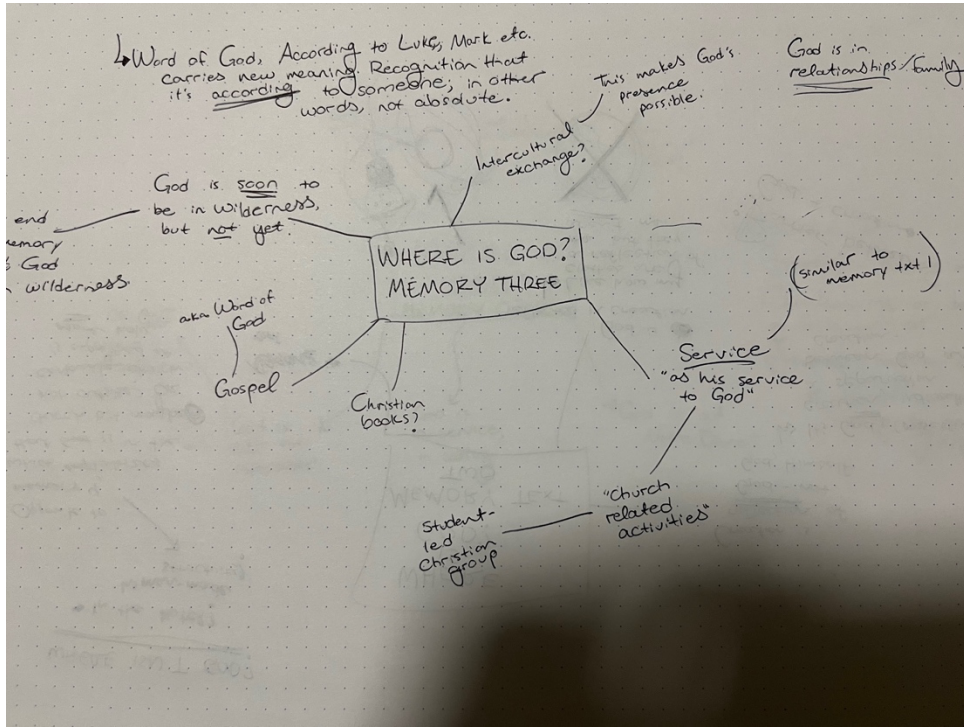 ↳Word of God, According to Luke, Mark etc.
carries new meaning. Recognition that
it's according to someone; in other
words, not absolute.
This makes God's
presence
possible.
God is in
relationships/family
Intercultural
exchange?
God is soon to
be in wilderness,
but not yet.
end
memory
God
wilderness.
WHERE IS GOD?
MEMORY THREE
(similar to
memory txt 1)
aka Word of
God
Gospel
Christian
books?
Service
"as his service
to God"
"Church
related
activities"
Student-
led
Christian
group